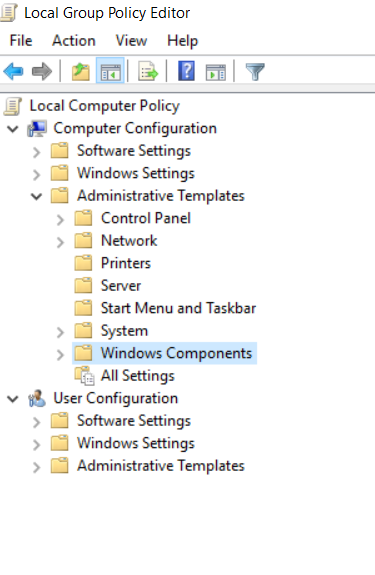 Local Group Policy Editor
File Action View Help
Local Computer Policy
Computer Configuration
Software Settings
Windows Settings
Administrative Templates
Control Panel
Network
Printers
Server
Start Menu and Taskbar
System
Windows Components
All Settings
User Configuration
Software Settings
Windows Settings
Administrative Templates